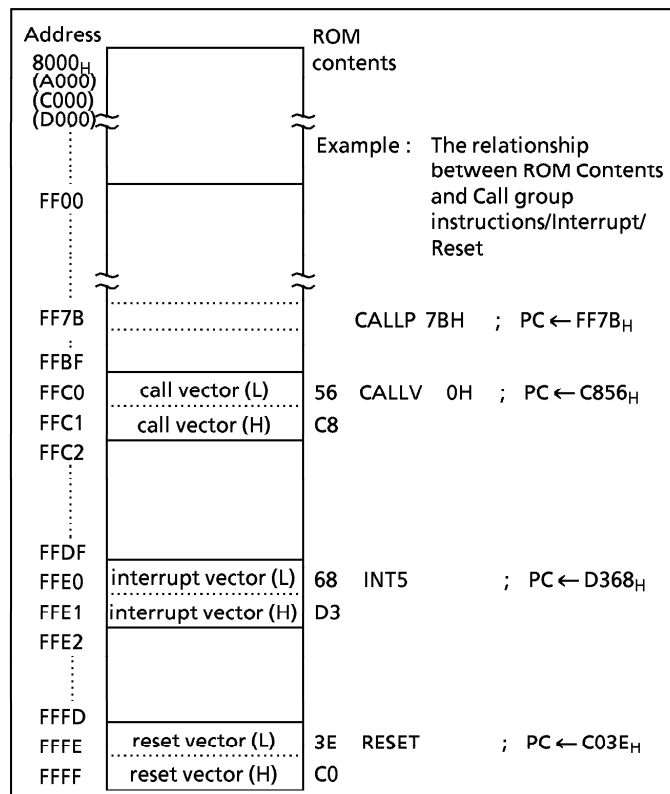 Address ROM
8000H contents
(A000)
(C000)
(D000)
Example : The relationship
between ROM Contents
and Call group
instructions/Interrupt/
Reset
FF00
FF7B CALLP 7BH ; PC ← FF7BH
FFBF
FFC0 call vector (L) 56 CALLV 0H ; PC ← C856H
FFC1 call vector (H) C8
FFC2
FFDF
FFE0 interrupt vector (L) 68 INT5 ; PC ← D368H
FFE1 interrupt vector (H) D3
FFE2
FFFD
FFFE reset vector (L) 3E RESET ; PC ← C03EH
FFFF reset vector (H) C0